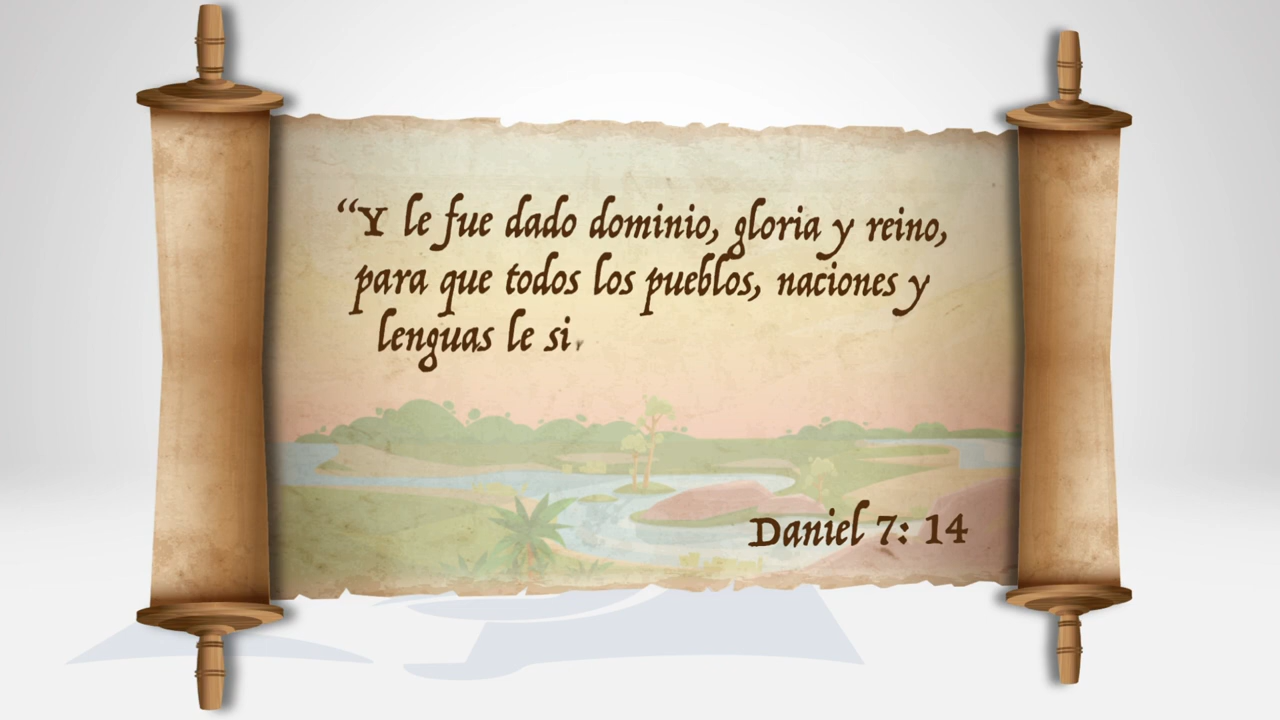 “Y le fue dado dominio, gloria y reino,
para que todos los pueblos, naciones y
lenguas le si
Daniel 7: 14